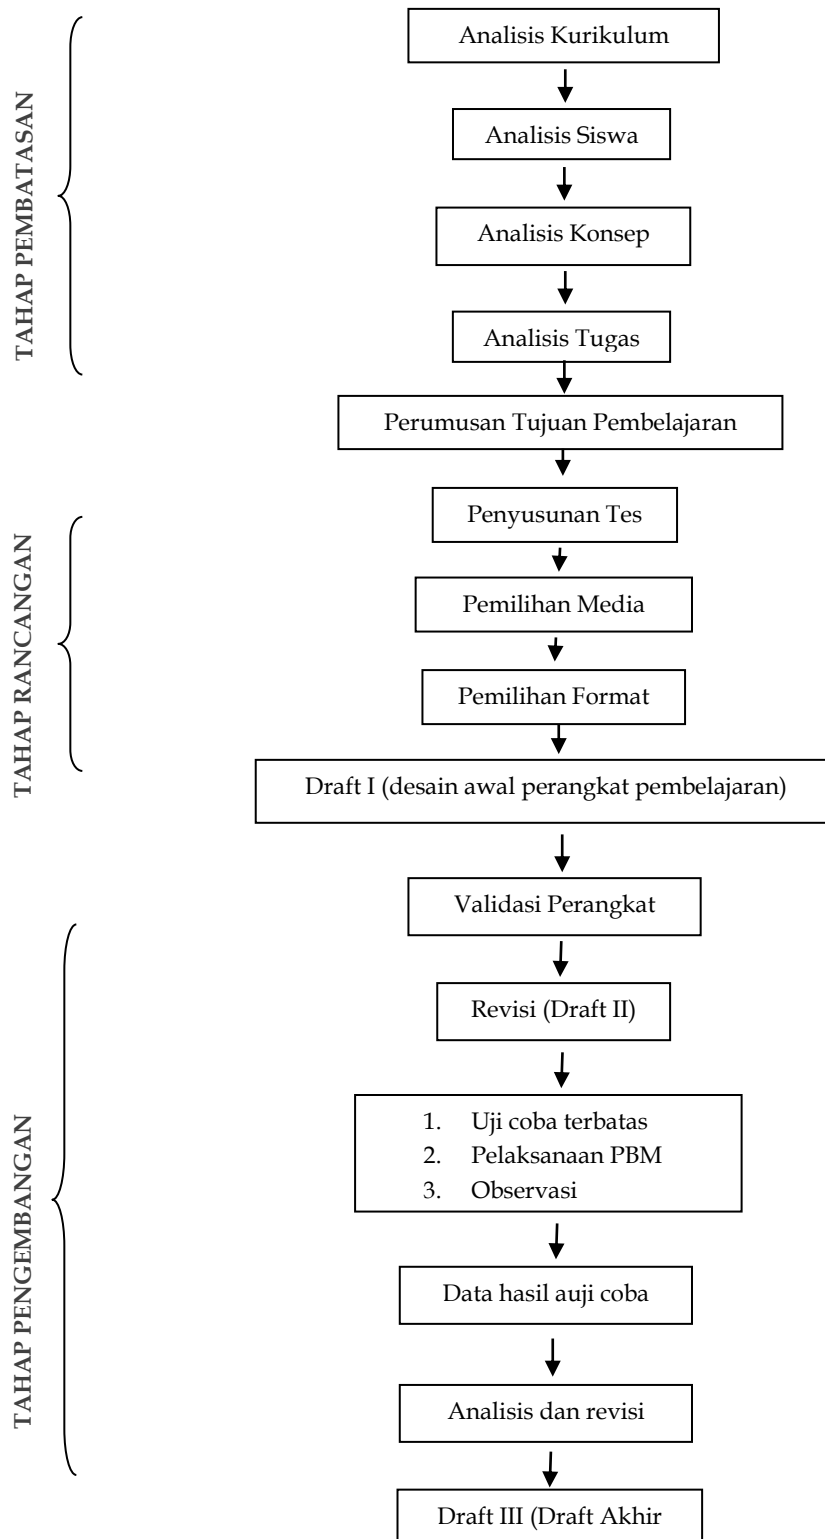 TAHAP PEMBATASAN
Analisis Kurikulum
Analisis Siswa
Analisis Konsep
Analisis Tugas
Perumusan Tujuan Pembelajaran
TAHAP RANCANGAN
Penyusunan Tes
Pemilihan Media
Pemilihan Format
Draft I (desain awal perangkat pembelajaran)
TAHAP PENGEMBANGAN
Validasi Perangkat
Revisi (Draft II)
1. Uji coba terbatas
2. Pelaksanaan PBM
3. Observasi
Data hasil auji coba
Analisis dan revisi
Draft III (Draft Akhir